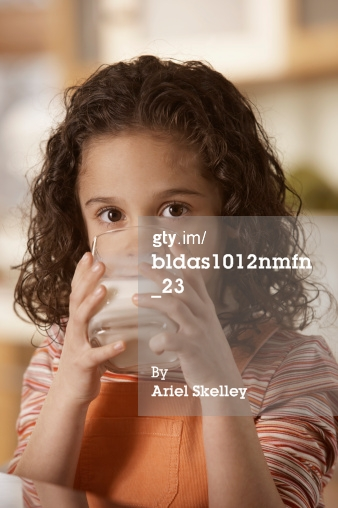 gty.im/
bldas1012nmfn
_23
By
Ariel Skelley